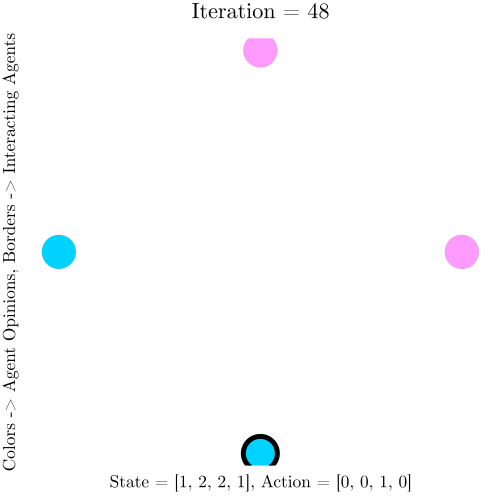 Iteration = 48
Colors -> Agent Opinions, Borders -> Interacting Agents
State = [1, 2, 2, 1], Action = [0, 0, 1, 0]